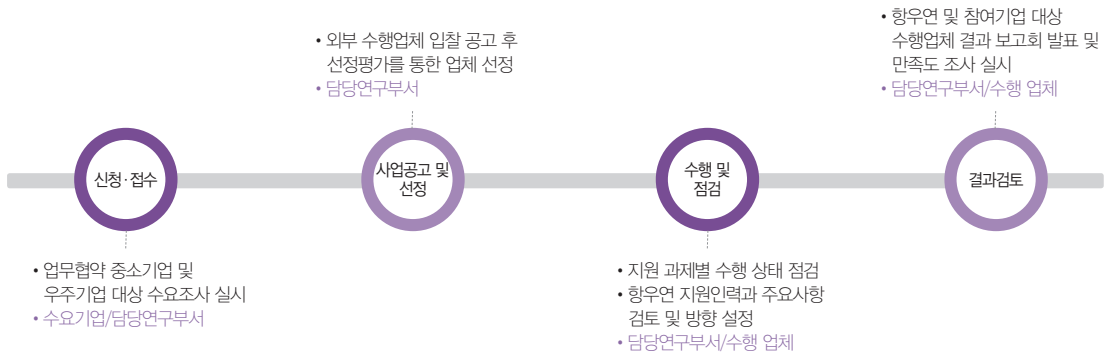 신청·접수
• 업무협약 중소기업 및
우주기업 대상 수요조사 실시
• 수요기업/담당연구부서
• 외부 수행업체 입찰 공고 후
선정평가를 통한 업체 선정
• 담당연구부서
사업공고 및
선정
수행 및
점검
• 지원 과제별 수행 상태 점검
• 항우연 지원인력과 주요사항
검토 및 방향 설정
• 담당연구부서/수행 업체
• 항우연 및 참여기업 대상
수행업체 결과 보고회 발표 및
만족도 조사 실시
• 담당연구부서/수행 업체
결과검토